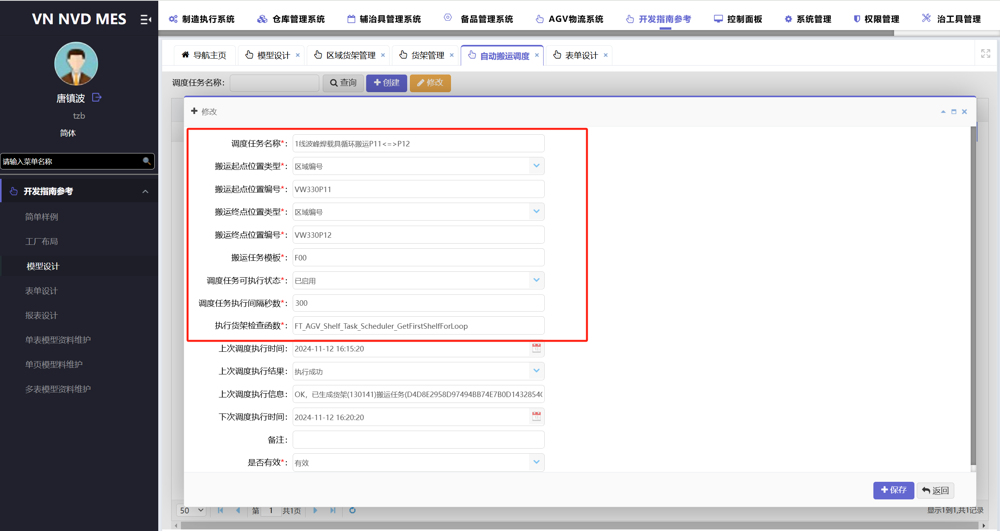 VN NVD MES
制造执行系统
仓库管理系统
辅治具管理系统
备品管理系统
AGV物流系统
开发指南参考
控制面板
系统管理
权限管理
治工具管理
唐镇波
tzb
简体
请输入菜单名称
开发指南参考
简单样例
工厂布局
模型设计
表单设计
报表设计
单表模型资料维护
单页模型料维护
多表模型资料维护
导航主页
模型设计
区域货架管理
货架管理
自动搬运调度
表单设计
调度任务名称：
查询
创建
修改
修改
调度任务名称*： 1线波峰焊载具循环搬运P11<=>P12
搬运起点位置类型*： 区域编号
搬运起点位置编号*： VW330P11
搬运终点位置类型*： 区域编号
搬运终点位置编号*： VW330P12
搬运任务模板*： F00
调度任务可执行状态*： 已启用
调度任务执行间隔秒数*： 300
执行货架检查函数*： FT_AGV_Shelf_Task_Scheduler_GetFirstShelfForLoop
上次调度执行时间： 2024-11-12 16:15:20
上次调度执行结果： 执行成功
上次调度执行信息： OK，已生成货架(130141)搬运任务(D4D8E2958D97494BB74E7B0D1432854
下次调度执行时间： 2024-11-12 16:20:20
备注：
是否有效*： 有效
保存
返回
50
第 1 共1页
显示1到1,共1记录